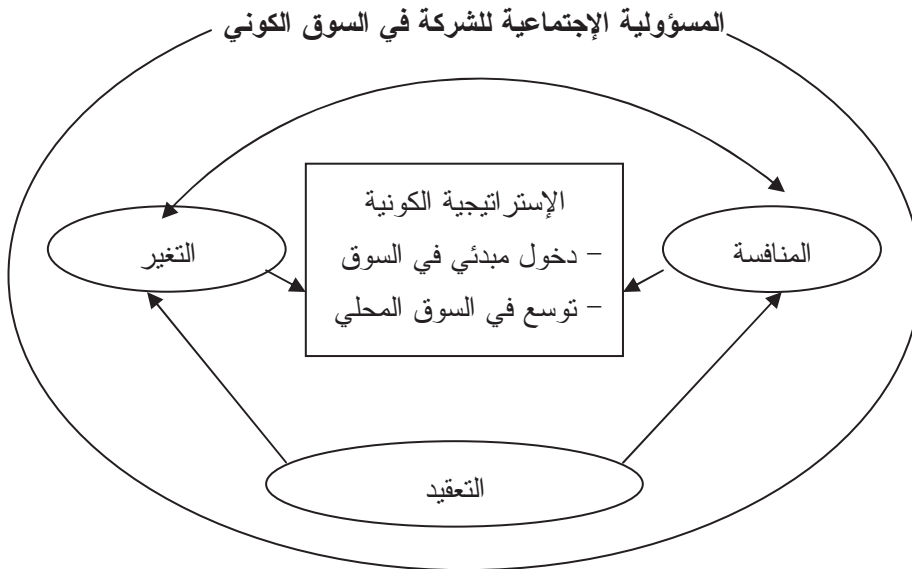 المسؤولية الإجتماعية للشركة في السوق الكوني
الإستراتيجية الكونية
– دخول مبدئي في السوق
– توسع في السوق المحلي
المنافسة
التغير
التعقيد